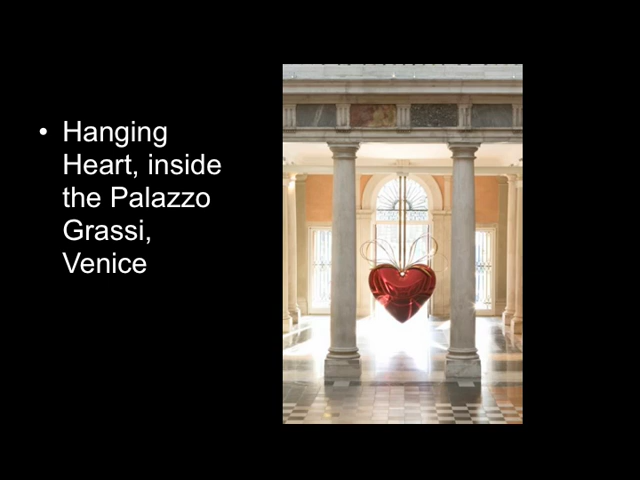 • Hanging
Heart, inside
the Palazzo
Grassi,
Venice